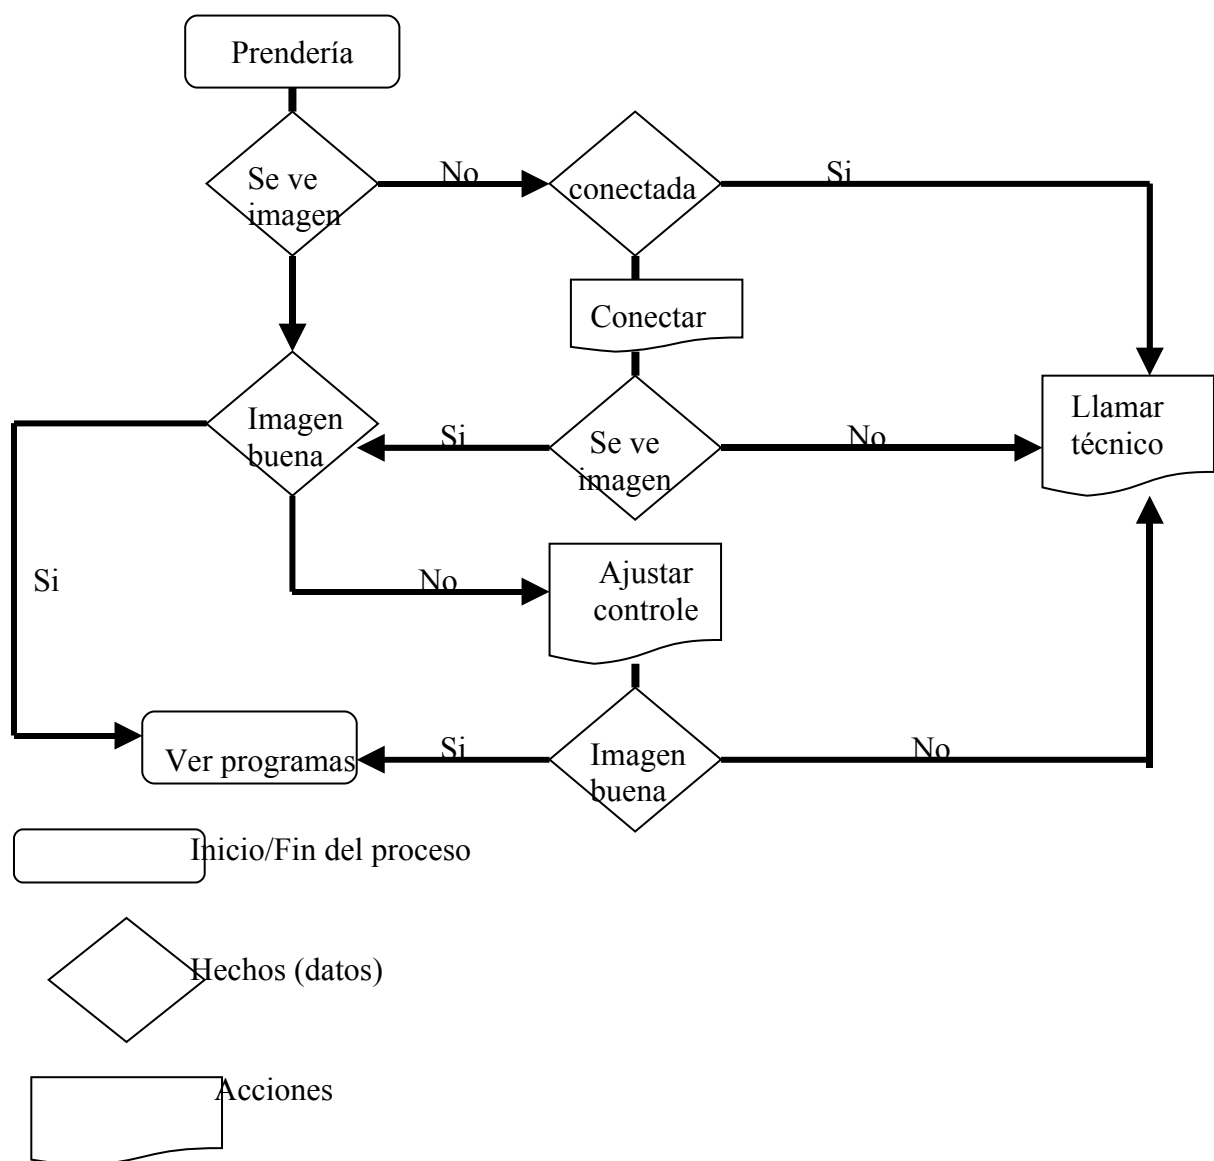 Prendería
Se ve
imagen
No
conectada
Si
Conectar
Imagen
buena
Si
Se ve
imagen
No
Llamar
técnico
Si
No
Ajustar
controle
Ver programas
Si
Imagen
buena
No
Inicio/Fin del proceso
Hechos (datos)
Acciones